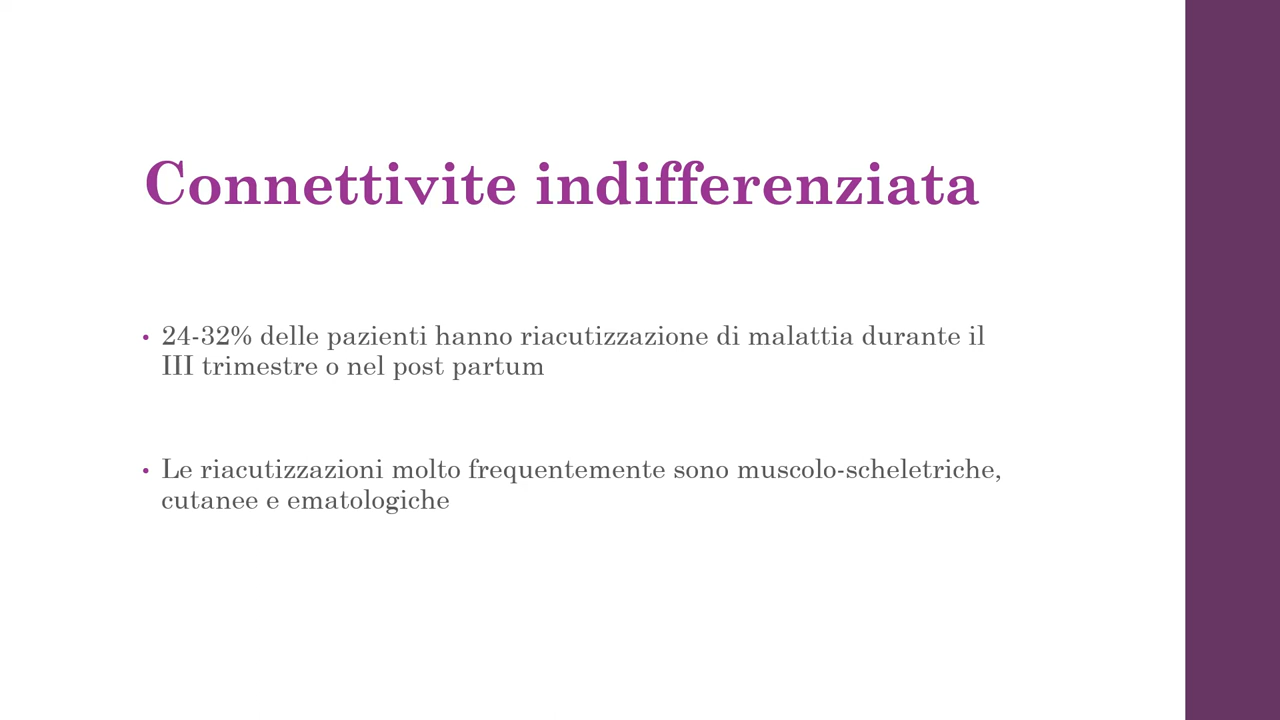 Connettivite indifferenziata
• 24-32% delle pazienti hanno riacutizzazione di malattia durante il
III trimestre o nel post partum
• Le riacutizzazioni molto frequentemente sono muscolo-scheletriche,
cutanee e ematologiche